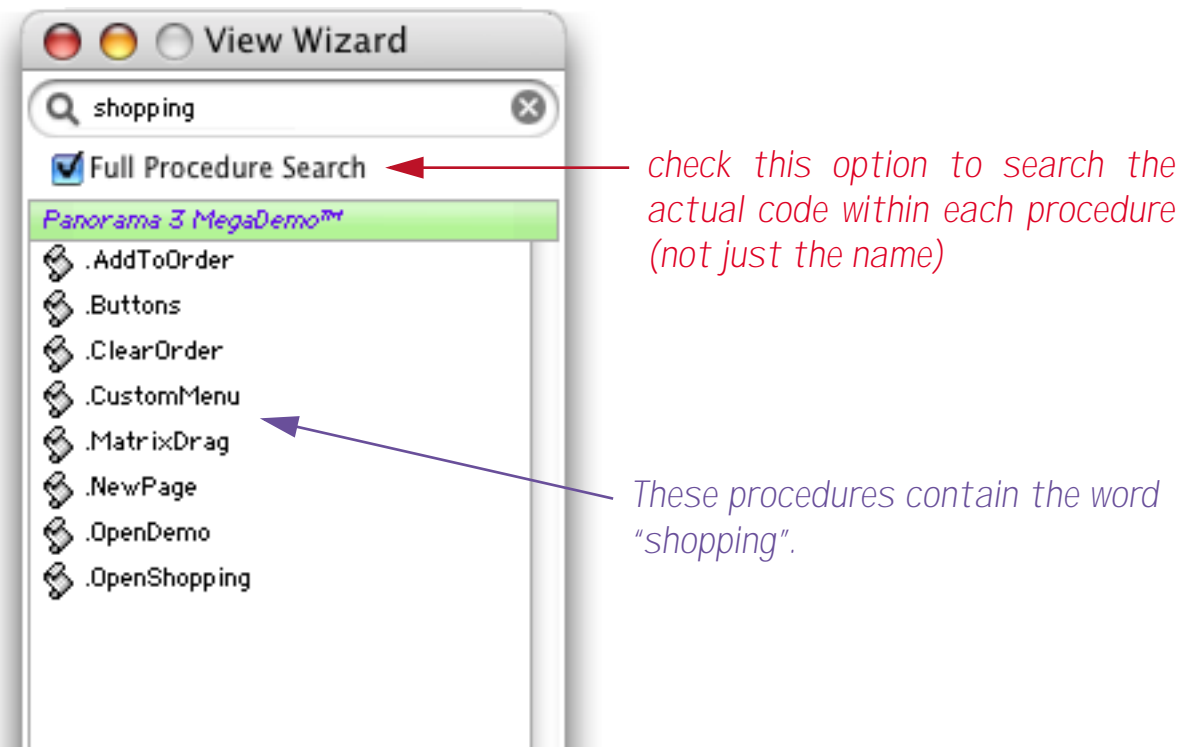 View Wizard
shopping
Full Procedure Search
check this option to search the
actual code within each procedure
(not just the name)
Panorama 3 MegaDemo™
.AddToOrder
.Buttons
.ClearOrder
.CustomMenu
.MatrixDrag
.NewPage
.OpenDemo
.OpenShopping
These procedures contain the word
“shopping”.